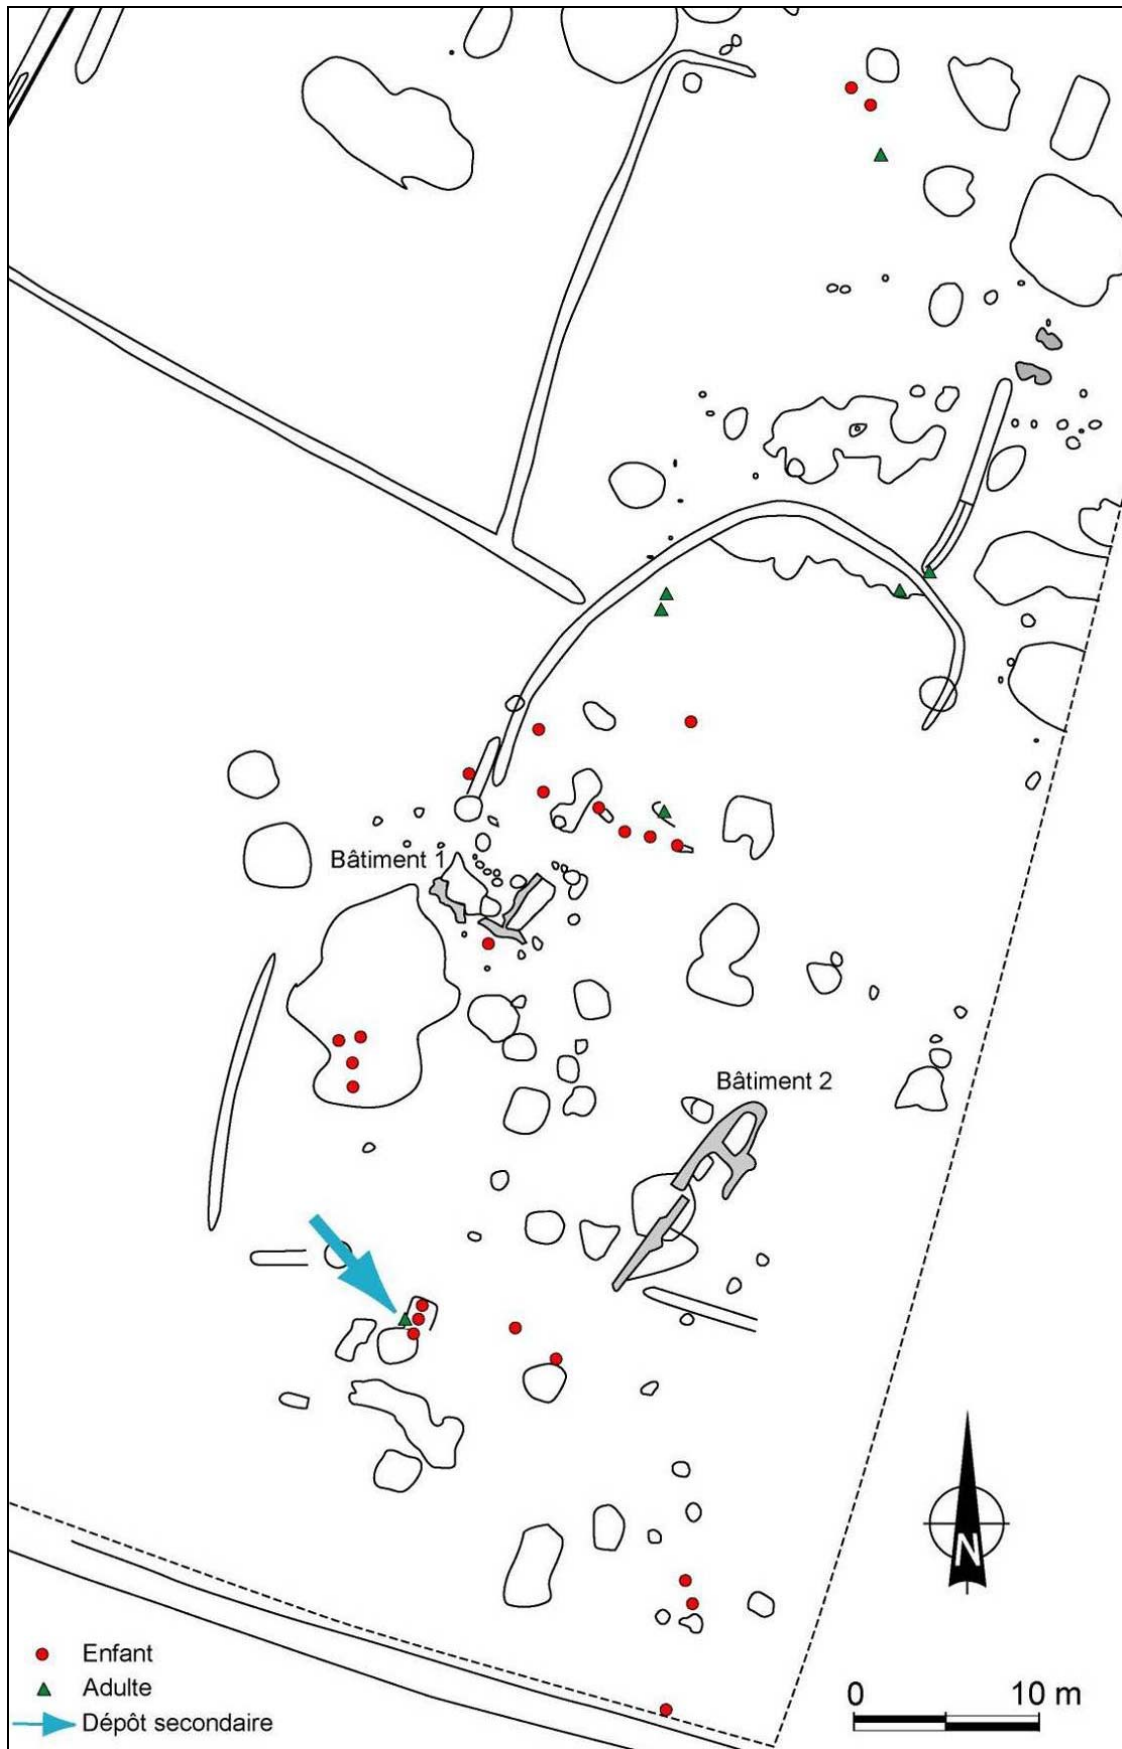 Bâtiment 1
Bâtiment 2
N
Enfant
Adulte
Dépôt secondaire
0 10 m